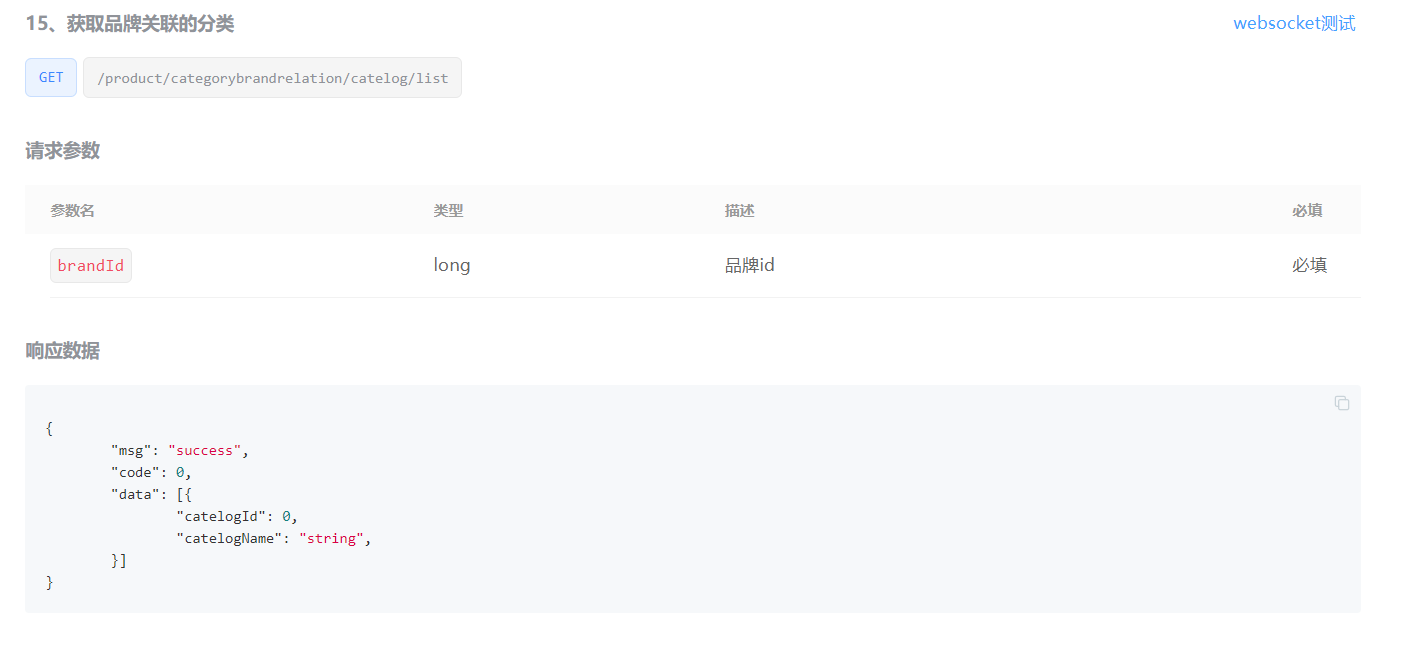 15、获取品牌关联的分类 websocket测试
GET /product/categorybrandrelation/catelog/list
请求参数
参数名 类型 描述 必填
brandId long 品牌id 必填
响应数据
{
"msg": "success",
"code": 0,
"data": [{
"catelogId": 0,
"catelogName": "string",
}]
}